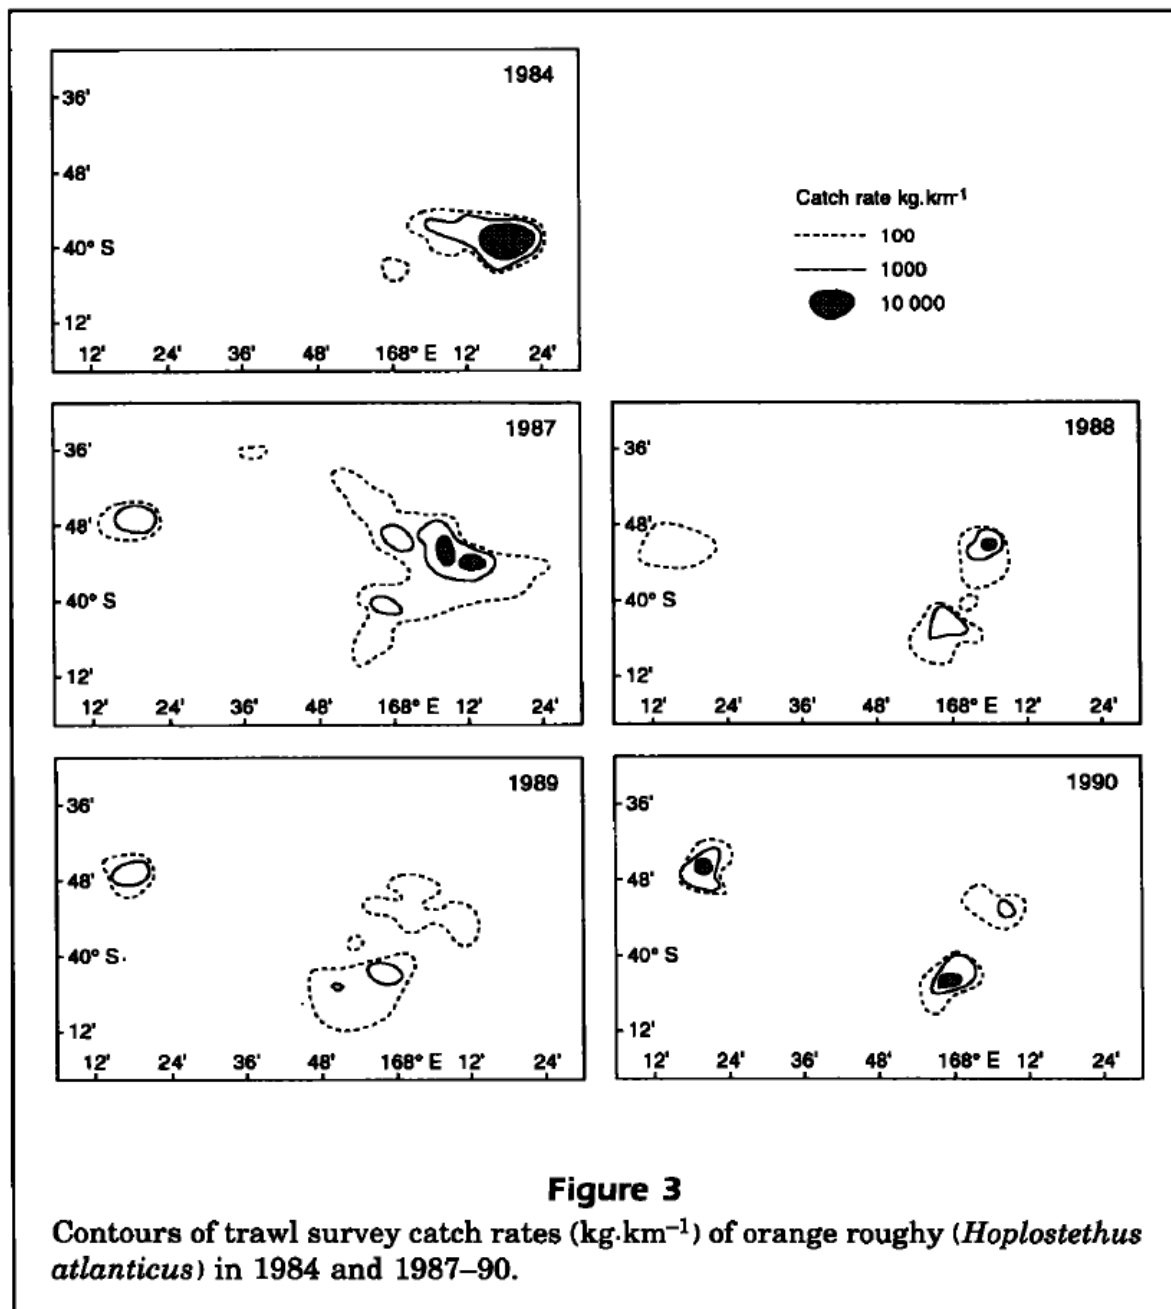 1984
36'
48'
40° S
12'
12' 24' 36' 48' 168° E 12' 24'
Catch rate kg.km⁻¹
100
1000
10 000
1987
36'
48'
40° S
12'
12' 24' 36' 48' 168° E 12' 24'
1988
36'
48'
40° S
12'
12' 24' 36' 48' 168° E 12' 24'
1989
36'
48'
40° S
12'
12' 24' 36' 48' 168° E 12' 24'
1990
36'
48'
40° S
12'
12' 24' 36' 48' 168° E 12' 24'
Figure 3
Contours of trawl survey catch rates (kg·km⁻¹) of orange roughy (Hoplostethus
atlanticus) in 1984 and 1987–90.